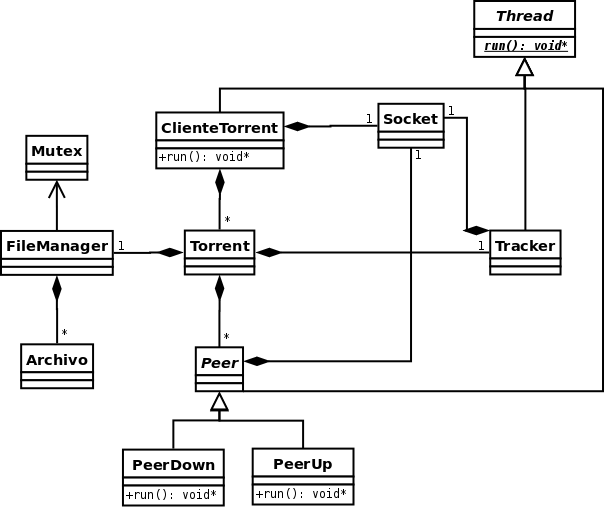 Thread
run(): void*
ClienteTorrent
+run(): void*
1
Socket
1
1
Mutex
*
FileManager
1
Torrent
1
Tracker
*
*
Archivo
Peer
PeerDown
+run(): void*
PeerUp
+run(): void*